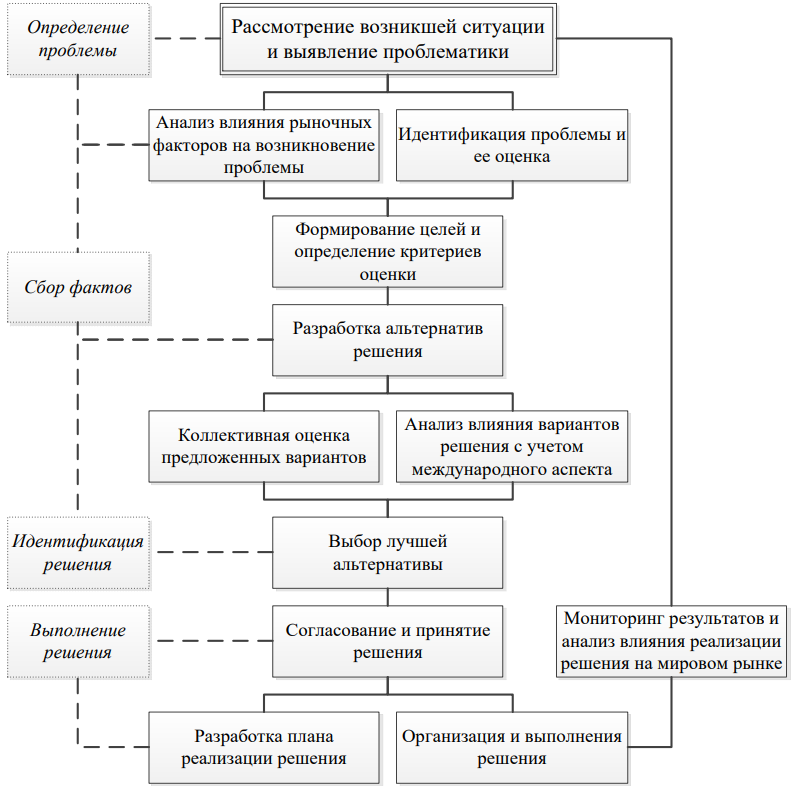 Определение
проблемы
Рассмотрение возникшей ситуации
и выявление проблематики
Анализ влияния рыночных
факторов на возникновение
проблемы
Идентификация проблемы и
ее оценка
Формирование целей и
определение критериев
оценки
Сбор фактов
Разработка альтернатив
решения
Коллективная оценка
предложенных вариантов
Анализ влияния вариантов
решения с учетом
международного аспекта
Идентификация
решения
Выбор лучшей
альтернативы
Выполнение
решения
Согласование и принятие
решения
Мониторинг результатов и
анализ влияния реализации
решения на мировом рынке
Разработка плана
реализации решения
Организация и выполнения
решения